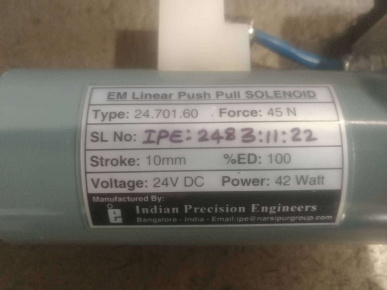 EM Linear Push Pull SOLENOID
Type: 24.701.60 Force: 45 N
SL No: IPE:2483:11:22
Stroke: 10mm %ED: 100
Voltage: 24V DC Power: 42 Watt
Manufactured By:
Indian Precision Engineers
Bangalore - India - Email:ipe@narsipurgroup.com